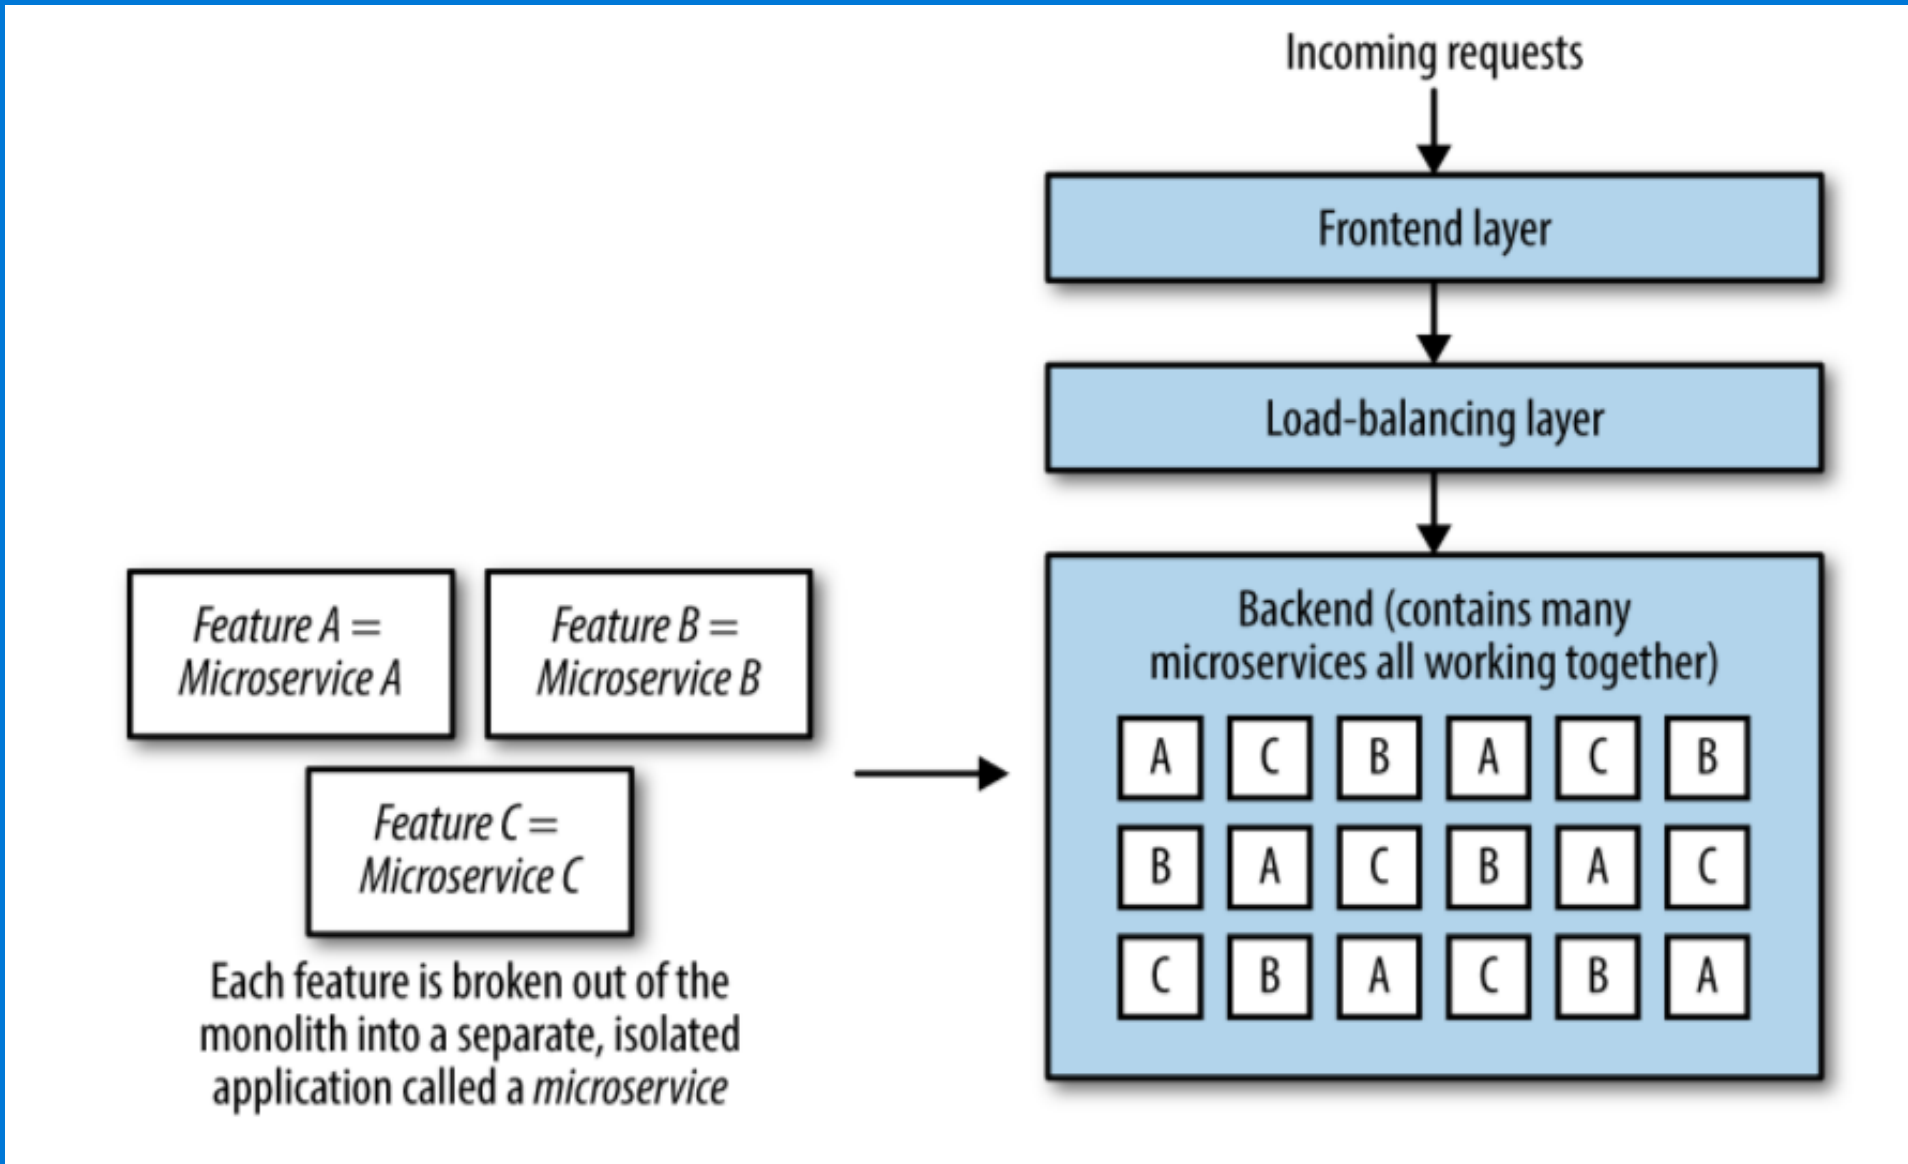 Incoming requests
Frontend layer
Load-balancing layer
Feature A =
Microservice A
Feature B =
Microservice B
Feature C =
Microservice C
Each feature is broken out of the
monolith into a separate, isolated
application called a microservice
Backend (contains many
microservices all working together)
A C B A C B
B A C B A C
C B A C B A